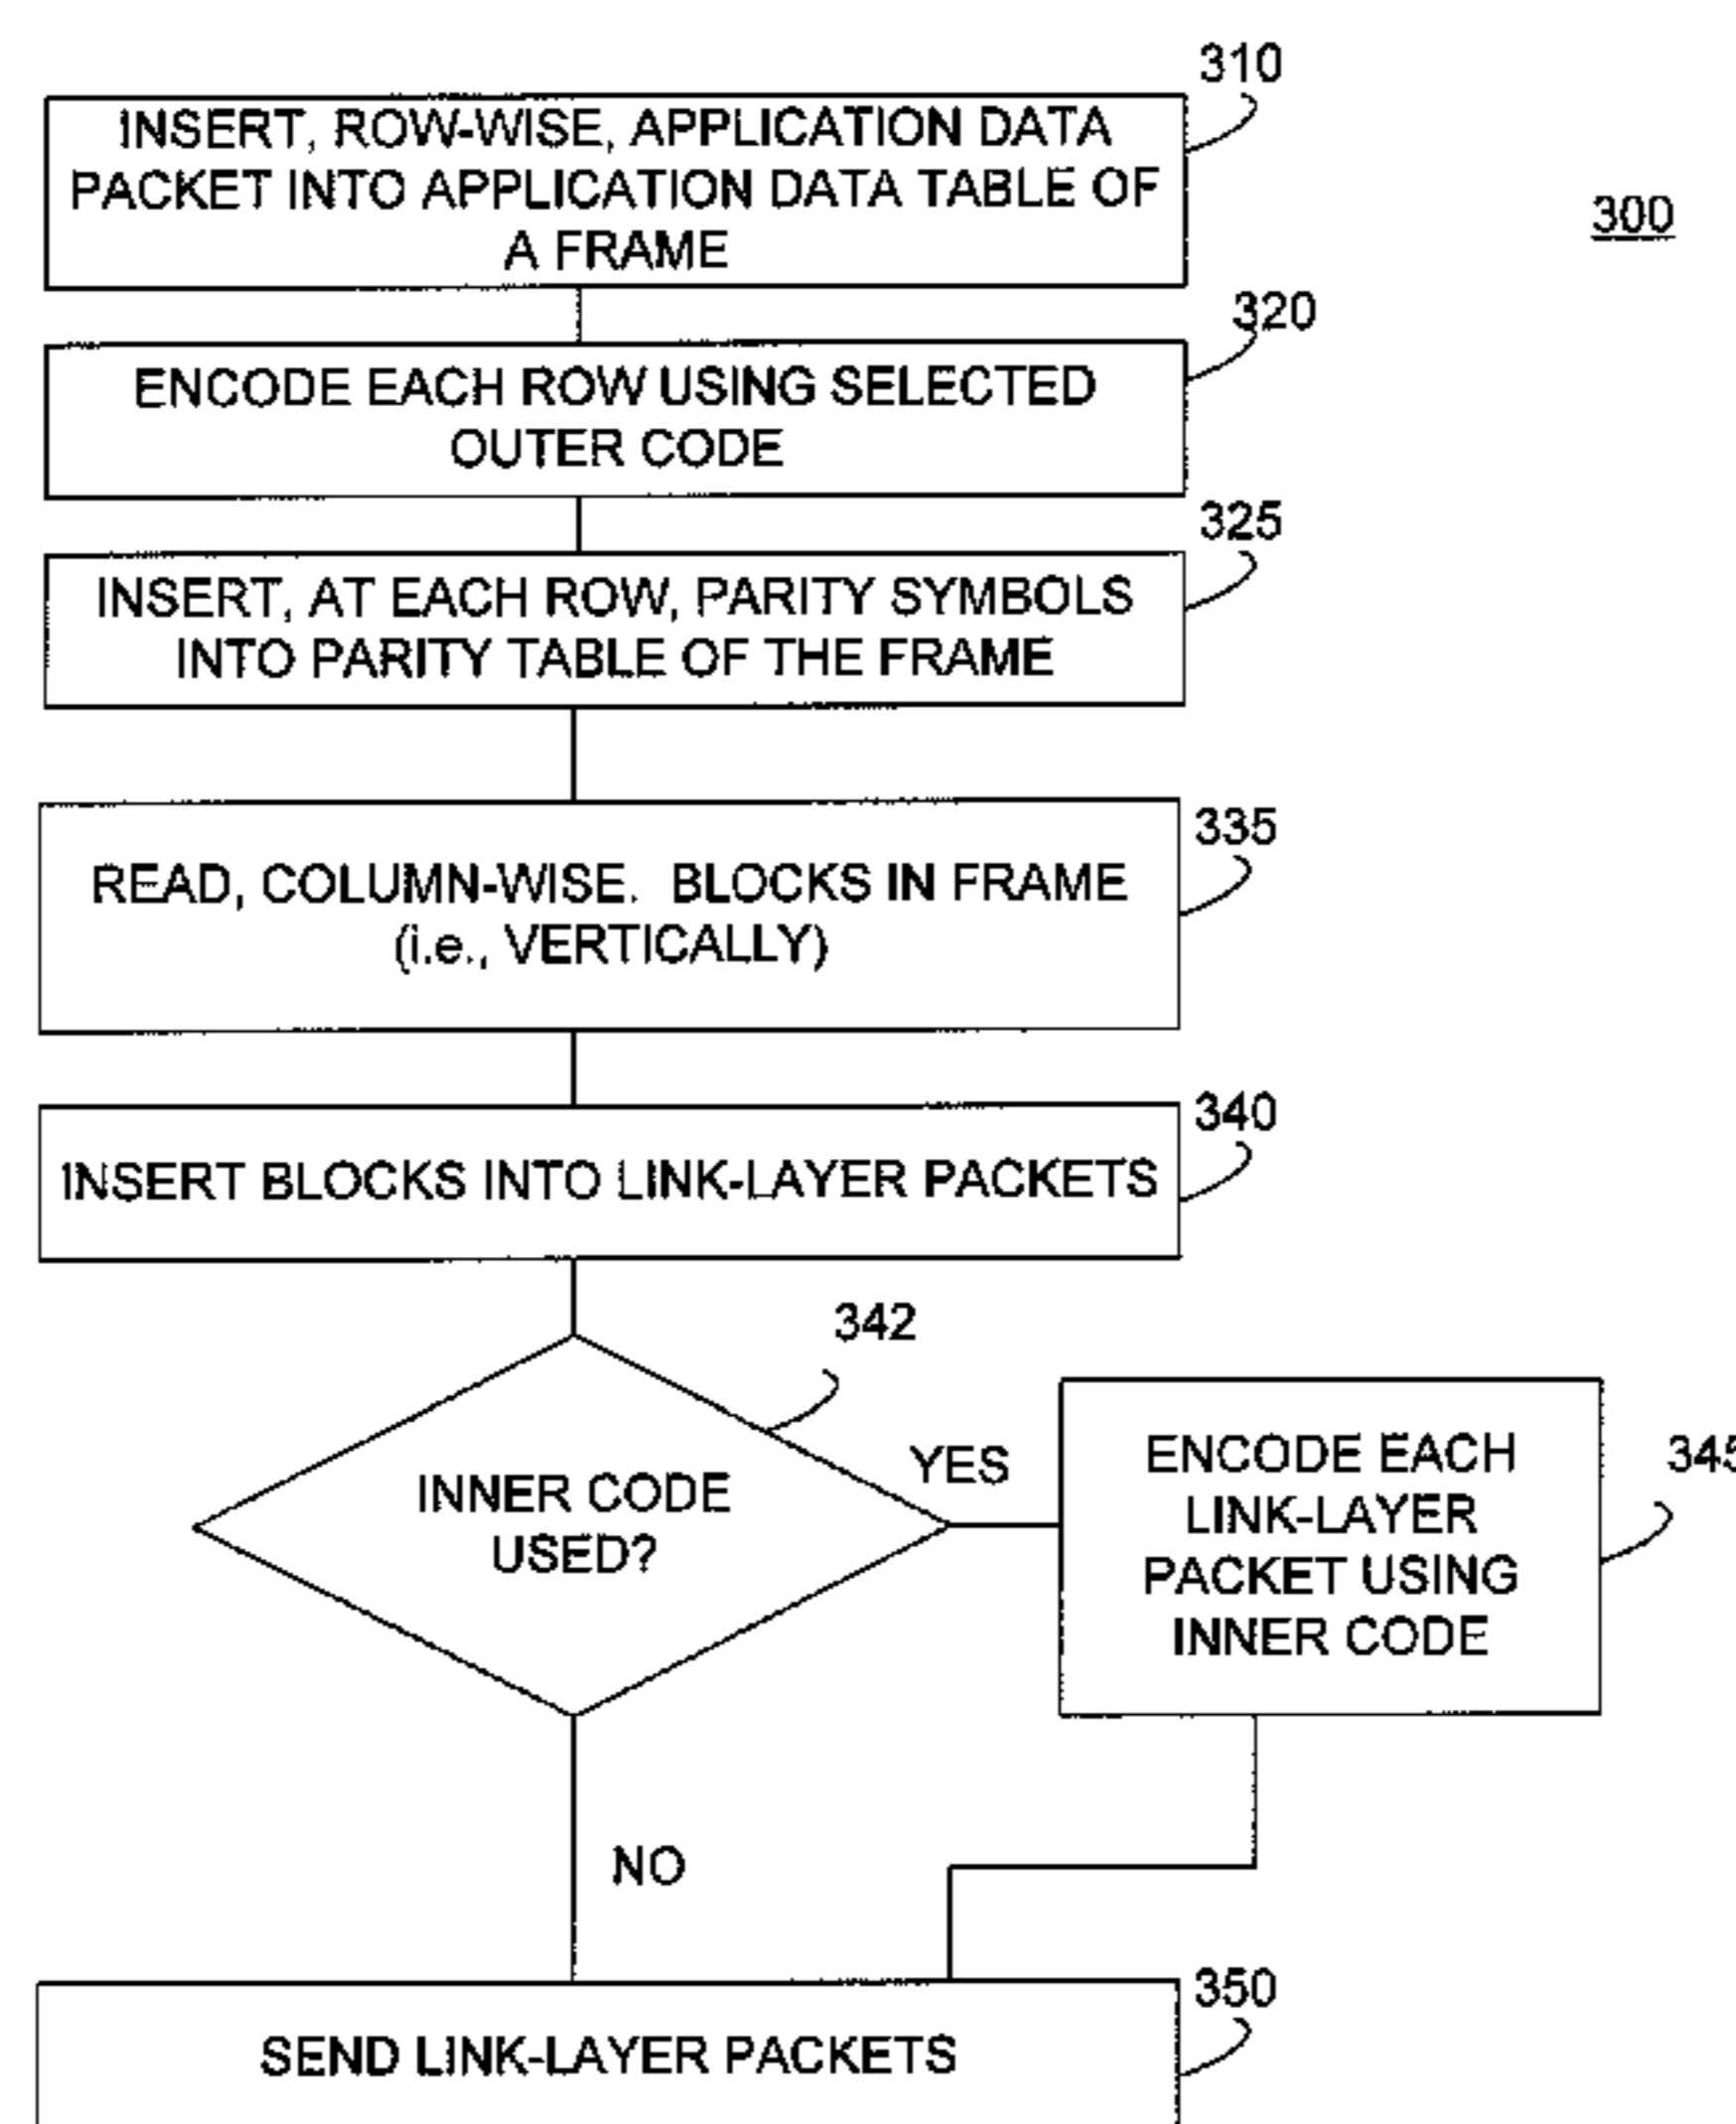 310
INSERT, ROW-WISE, APPLICATION DATA
PACKET INTO APPLICATION DATA TABLE OF
A FRAME
300
320
ENCODE EACH ROW USING SELECTED
OUTER CODE
325
INSERT, AT EACH ROW, PARITY SYMBOLS
INTO PARITY TABLE OF THE FRAME
335
READ, COLUMN-WISE. BLOCKS IN FRAME
(i.e., VERTICALLY)
340
INSERT BLOCKS INTO LINK-LAYER PACKETS
342
INNER CODE
USED?
YES
ENCODE EACH
LINK-LAYER
PACKET USING
INNER CODE
345
NO
350
SEND LINK-LAYER PACKETS